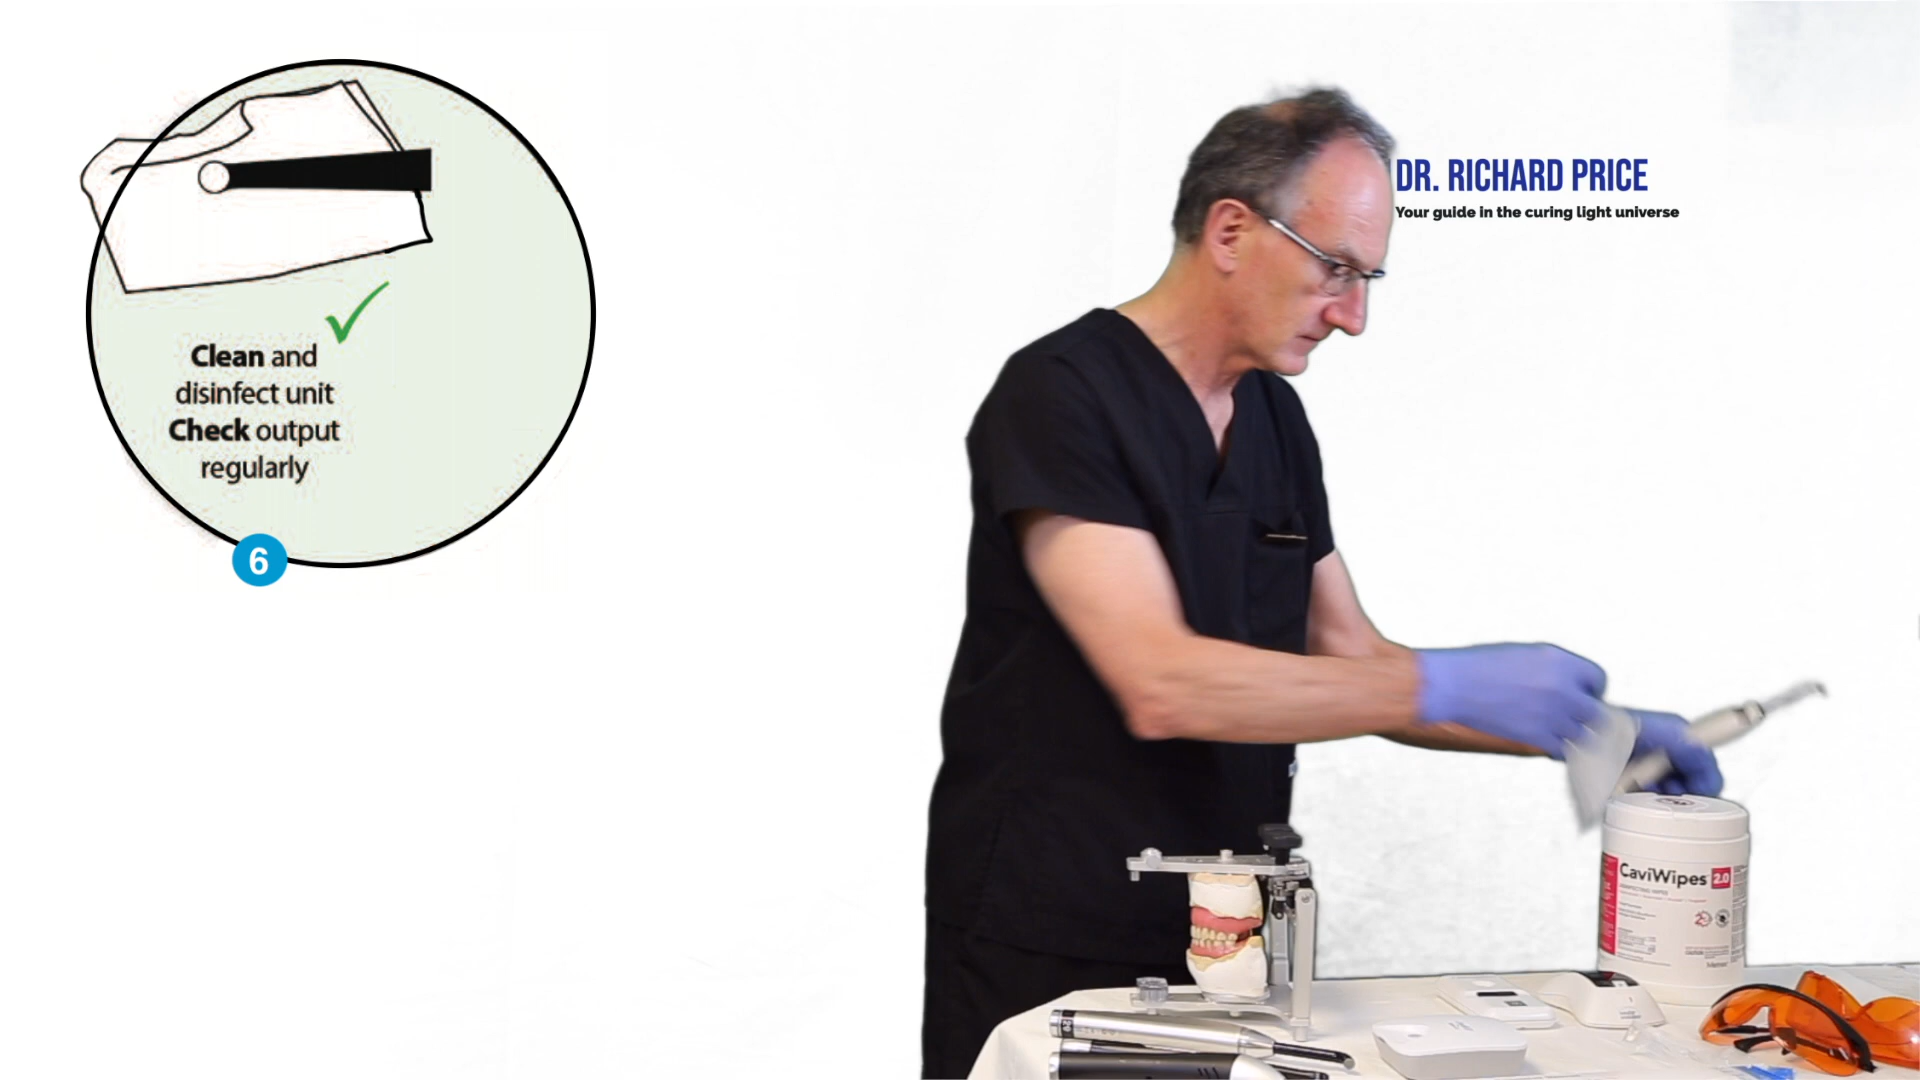 Clean and
disinfect unit
Check output
regularly
6
DR. RICHARD PRICE
Your guide in the curing light universe
CaviWipes 2.0